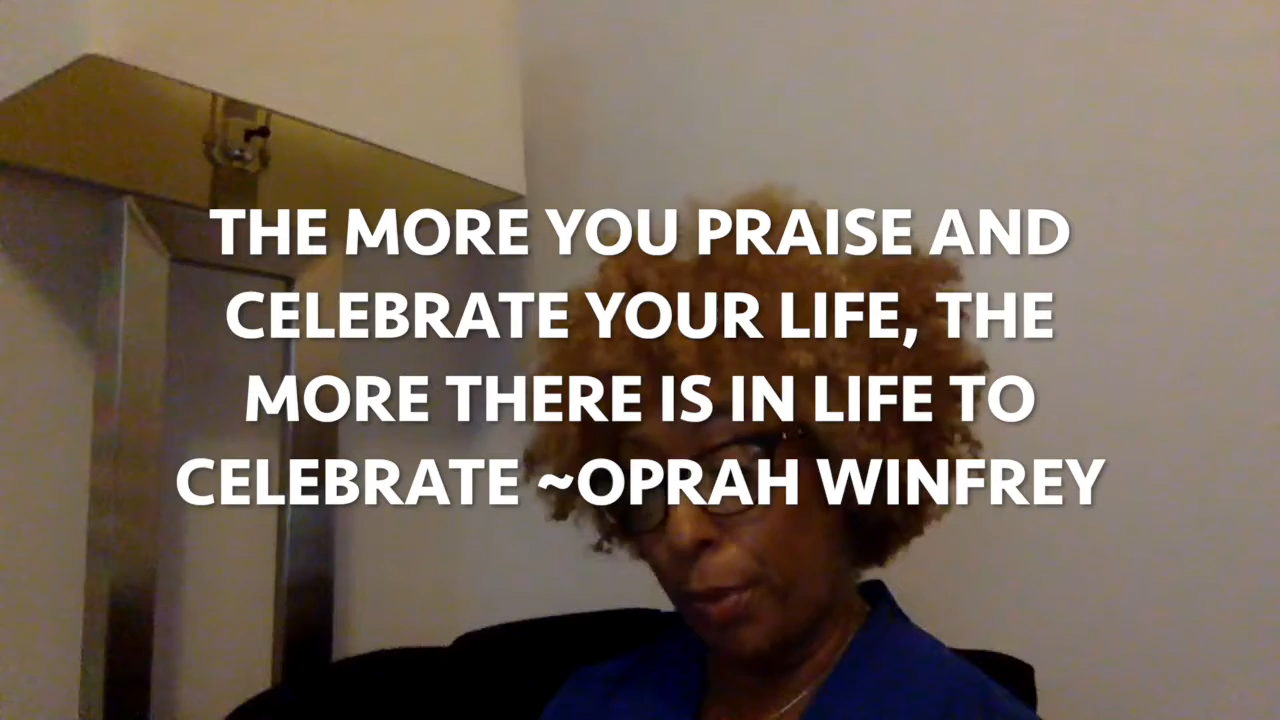 THE MORE YOU PRAISE AND
CELEBRATE YOUR LIFE, THE
MORE THERE IS IN LIFE TO
CELEBRATE ~OPRAH WINFREY